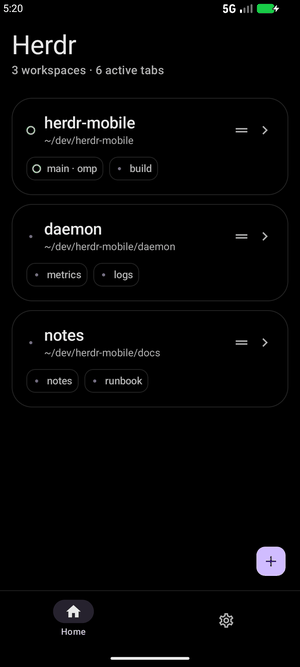 5:20
5G
Herdr
3 workspaces · 6 active tabs
herdr-mobile
~/dev/herdr-mobile
main · omp
build
daemon
~/dev/herdr-mobile/daemon
metrics
logs
notes
~/dev/herdr-mobile/docs
notes
runbook
Home